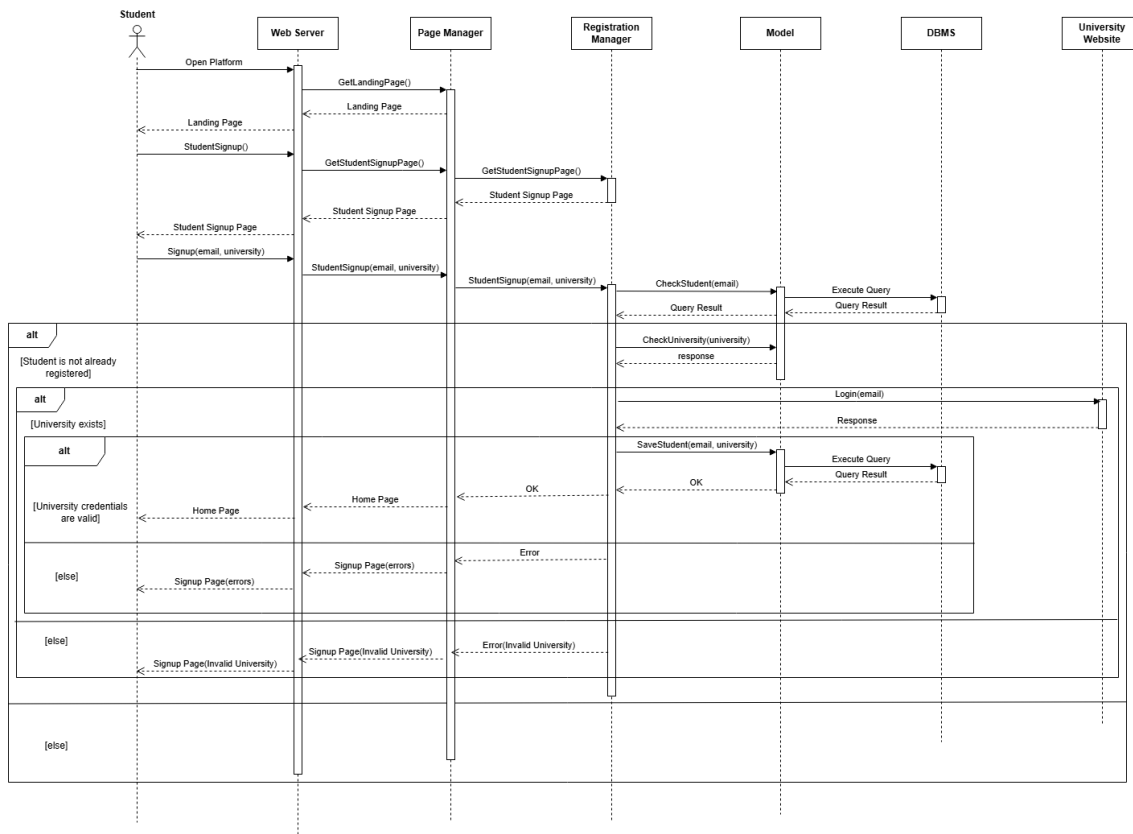 Student
Web Server
Page Manager
Registration
Manager
Model
DBMS
University
Website
Open Platform
GetLandingPage()
Landing Page
Landing Page
StudentSignup()
GetStudentSignupPage()
GetStudentSignupPage()
Student Signup Page
Student Signup Page
Student Signup Page
Signup(email, university)
StudentSignup(email, university)
StudentSignup(email, university)
CheckStudent(email)
Execute Query
Query Result
Query Result
alt
[Student is not already
registered]
CheckUniversity(university)
response
alt
[University exists]
Login(email)
Response
alt
[University credentials
are valid]
SaveStudent(email, university)
Execute Query
Query Result
OK
OK
Home Page
Home Page
[else]
Error
Signup Page(errors)
Signup Page(errors)
[else]
Error(Invalid University)
Signup Page(Invalid University)
Signup Page(Invalid University)
[else]